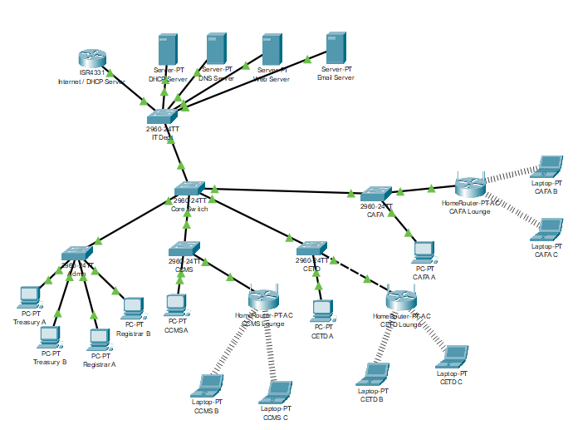 ISR4331
Internet / DHCP Server
Server-PT
DHCP Server
Server-PT
DNS Server
Server-PT
Web Server
Server-PT
Email Server
2960-24TT
IT Dept
2960-24TT
Core Switch
2960-24TT
CAFA
HomeRouter-PT-AC
CAFA Lounge
Laptop-PT
CAFA B
Laptop-PT
CAFA C
PC-PT
CAFA A
2960-24TT
2960-24TT
CCMS
2960-24TT
CETD
PC-PT
Treasury A
PC-PT
Treasury B
PC-PT
Registrar A
PC-PT
Registrar B
PC-PT
CCMSA
HomeRouter-PT-AC
CCMS Lounge
PC-PT
CETD A
HomeRouter-PT-AC
CETD Lounge
Laptop-PT
CCMS B
Laptop-PT
CCMS C
Laptop-PT
CETD B
Laptop-PT
CETD C